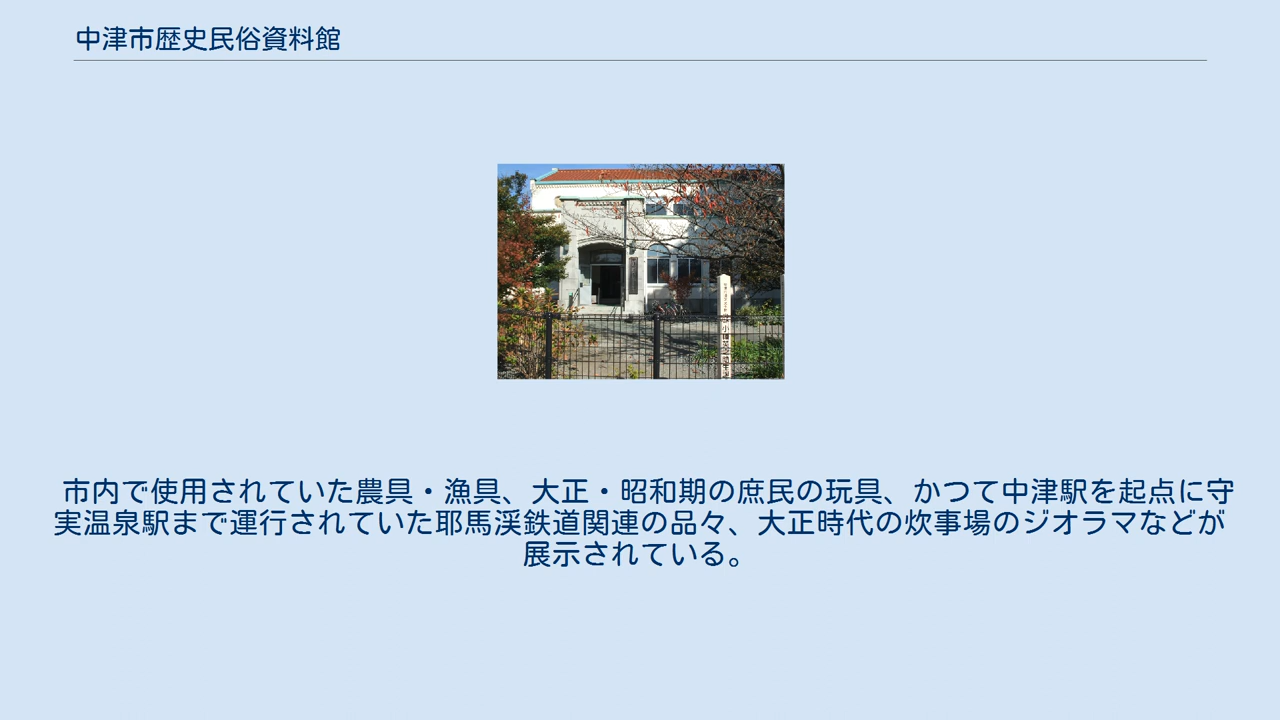 中津市歴史民俗資料館
市内で使用されていた農具・漁具、大正・昭和期の庶民の玩具、かつて中津駅を起点に守
実温泉駅まで運行されていた耶馬渓鉄道関連の品々、大正時代の炊事場のジオラマなどが
展示されている。